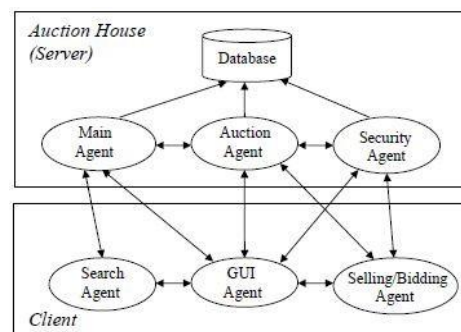 Auction House
(Server)
Database
Main
Agent
Auction
Agent
Security
Agent
Search
Agent
GUI
Agent
Selling/Bidding
Agent
Client